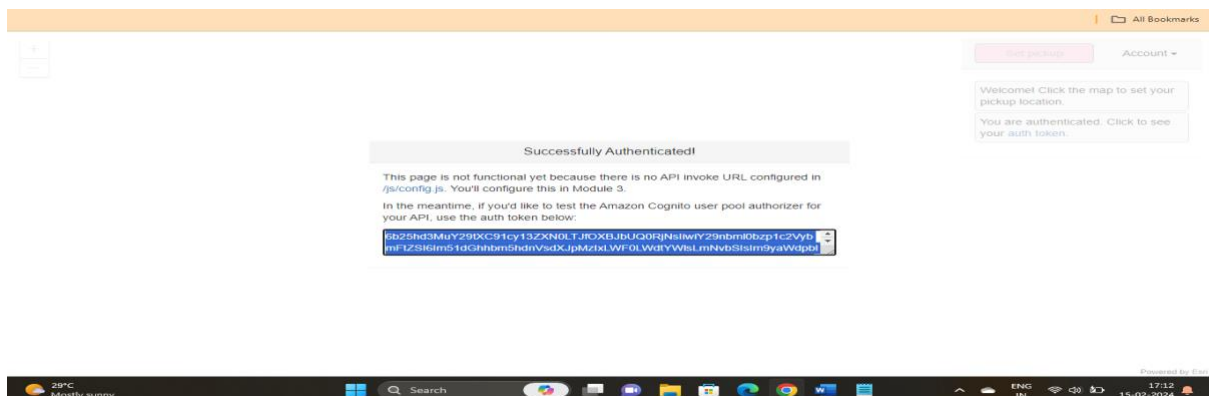 All Bookmarks
+
Set pickup
Account
Welcome! Click the map to set your
pickup location.
You are authenticated. Click to see
your auth token.
Successfully Authenticated!
This page is not functional yet because there is no API invoke URL configured in
/js/config.js. You'll configure this in Module 3.
In the meantime, if you'd like to test the Amazon Cognito user pool authorizer for
your API, use the auth token below:
Powered by Esri
29°C
Mostly sunny
Search
ENG
IN
17:12
15-02-2024